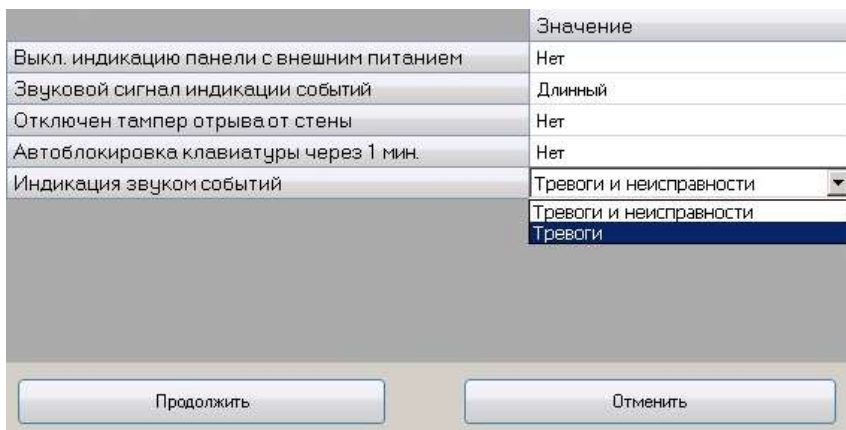 Значение
Выкл. индикацию панели с внешним питанием Нет
Звуковой сигнал индикации событий Длинный
Отключен тампер отрыва от стены Нет
Автоблокировка клавиатуры через 1 мин. Нет
Индикация звуком событий Тревоги и неисправности
Тревоги и неисправности
Тревоги
Продолжить Отменить